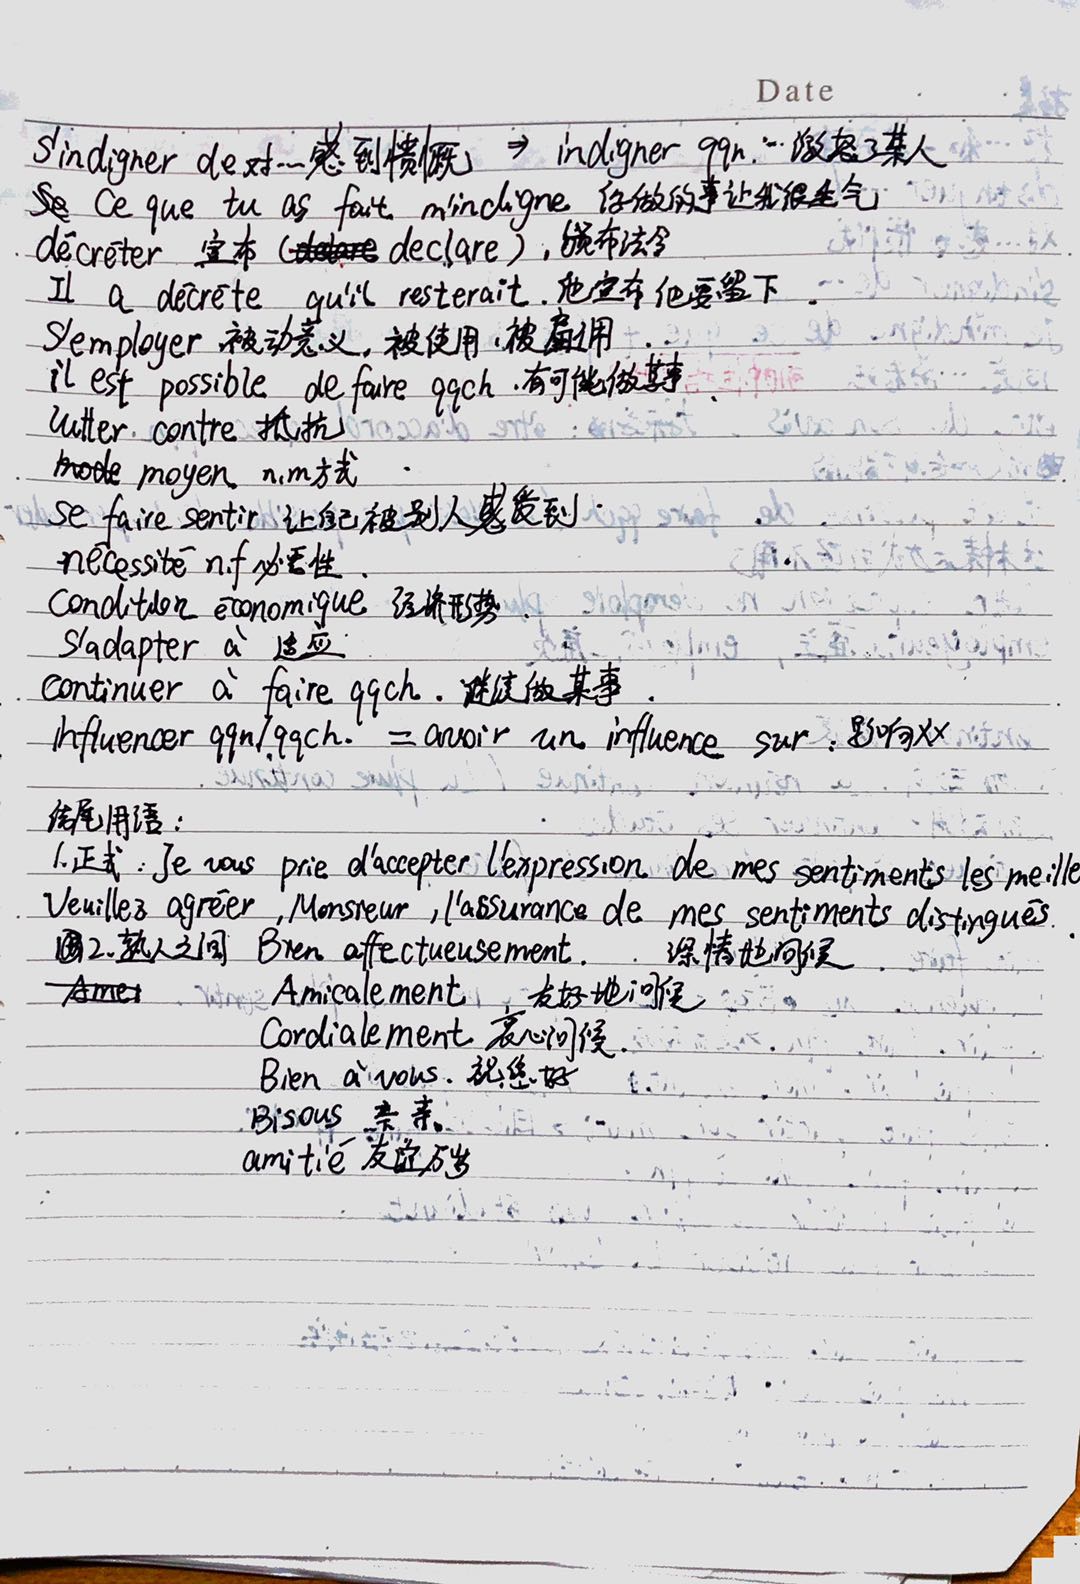 Date
S'indigner de 对…感到愤慨 ⇒ indigner qqn. … 激怒了某人
Se Ce que tu as fait m'indigne 你做的事让我很生气
décréter 宣布 (declare), 颁布法令
Il a décrété qu'il resterait. 他宣布他要留下.
S'employer 被动意义, 被使用, 被雇用.
il est possible de faire qqch. 有可能做某事.
lutter contre 抵抗
mode moyen n.m 方式
se faire sentir 让自己被别人感受到
nécessité n.f 必要性.
Condition économique 经济形势.
S'adapter à 适应
continuer à faire qqch. 继续做某事.
influencer qqn/qqch. = avoir un influence sur: 影响xx
结尾用语:
1.正式: Je vous prie d'accepter l'expression de mes sentiments les meille
Veuillez agréer, Monsieur, l'assurance de mes sentiments distingués.
2.熟人之间 Bien affectueusement. 深情地问候.
Amei Amicalement 友好地问候
Cordialement 衷心问候.
Bien à vous. 祝您好
Bisous 亲亲。
amitié 友谊万岁